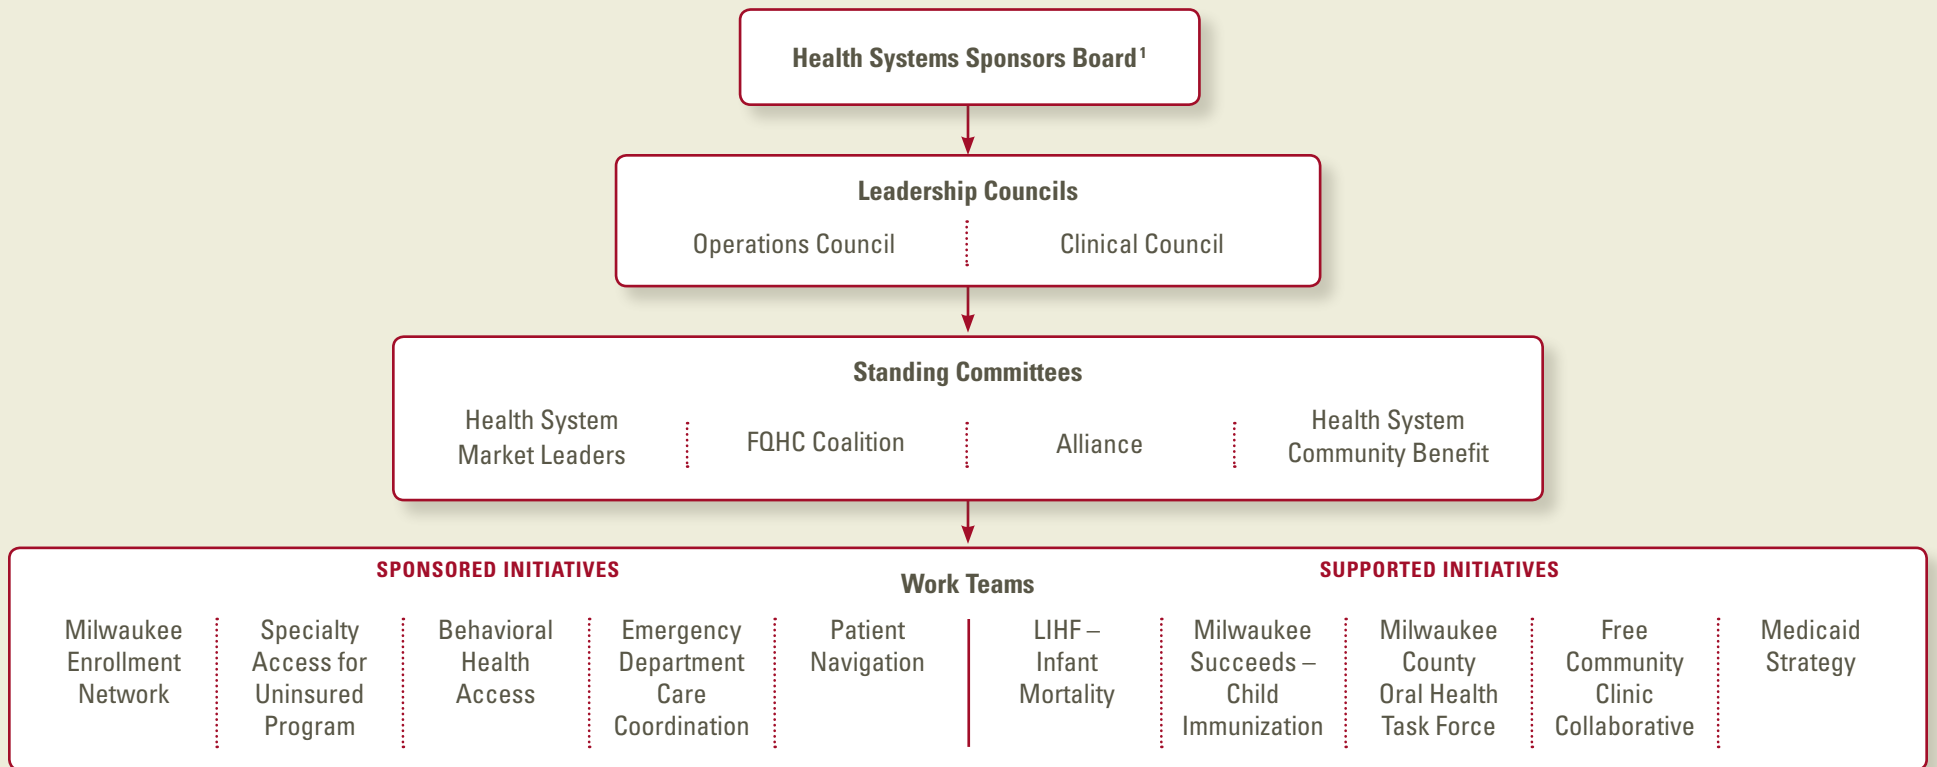 Health Systems Sponsors Board¹
Leadership Councils
Operations Council
Clinical Council
Standing Committees
Health System
Market Leaders
FQHC Coalition
Alliance
Health System
Community Benefit
SPONSORED INITIATIVES
Work Teams
SUPPORTED INITIATIVES
Milwaukee
Enrollment
Network
Specialty
Access for
Uninsured
Program
Behavioral
Health
Access
Emergency
Department
Care
Coordination
Patient
Navigation
LIHF –
Infant
Mortality
Milwaukee
Succeeds –
Child
Immunization
Milwaukee
County
Oral Health
Task Force
Free
Community
Clinic
Collaborative
Medicaid
Strategy